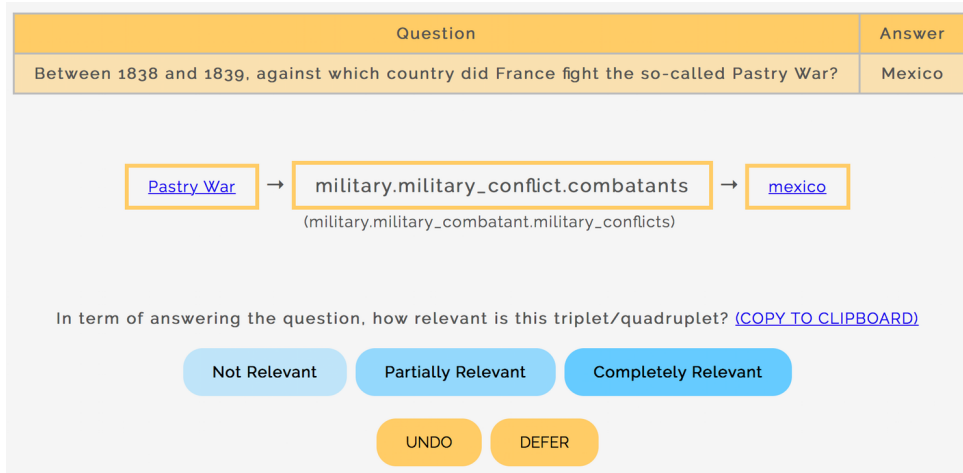 Question Answer
Between 1838 and 1839, against which country did France fight the so-called Pastry War? Mexico
Pastry War → military.military_conflict.combatants → mexico
(military.military_combatant.military_conflicts)
In term of answering the question, how relevant is this triplet/quadruplet? (COPY TO CLIPBOARD)
Not Relevant Partially Relevant Completely Relevant
UNDO DEFER